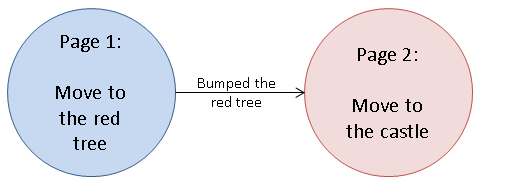 Page 1:
Move to
the red
tree
Bumped the
red tree
Page 2:
Move to
the castle